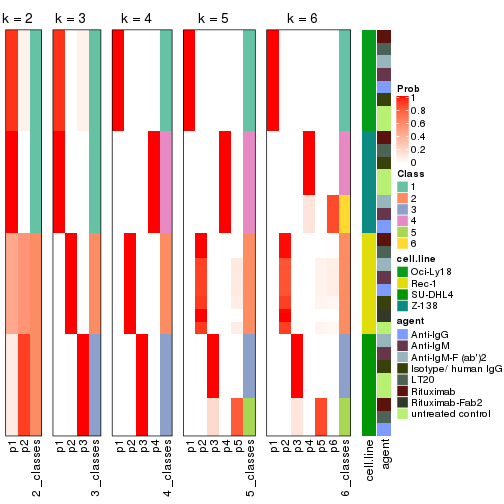 k = 2
k = 3
k = 4
k = 5
k = 6
Prob
1
0.8
0.6
0.4
0.2
0
Class
1
2
3
4
5
6
cell.line
Oci-Ly18
Rec-1
SU-DHL4
Z-138
agent
Anti-IgG
Anti-IgM
Anti-IgM-F (ab')2
Isotype/ human IgG
LT20
Rituximab
Rituximab-Fab2
untreated control
p1
p2
2_classes
p1
p2
p3
3_classes
p1
p2
p3
p4
4_classes
p1
p2
p3
p4
p5
5_classes
p1
p2
p3
p4
p5
p6
6_classes
cell.line
agent